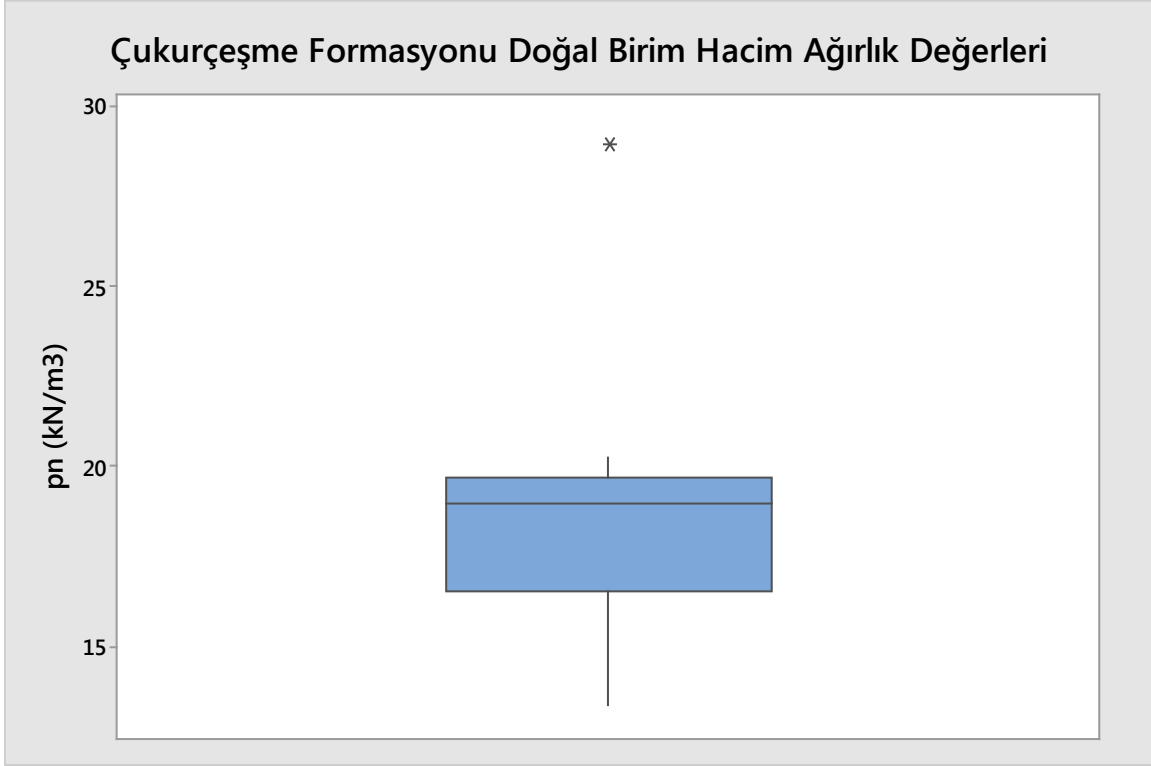 Çukurçeşme Formasyonu Doğal Birim Hacim Ağırlık Değerleri
30
25
20
15
pn (kN/m3)